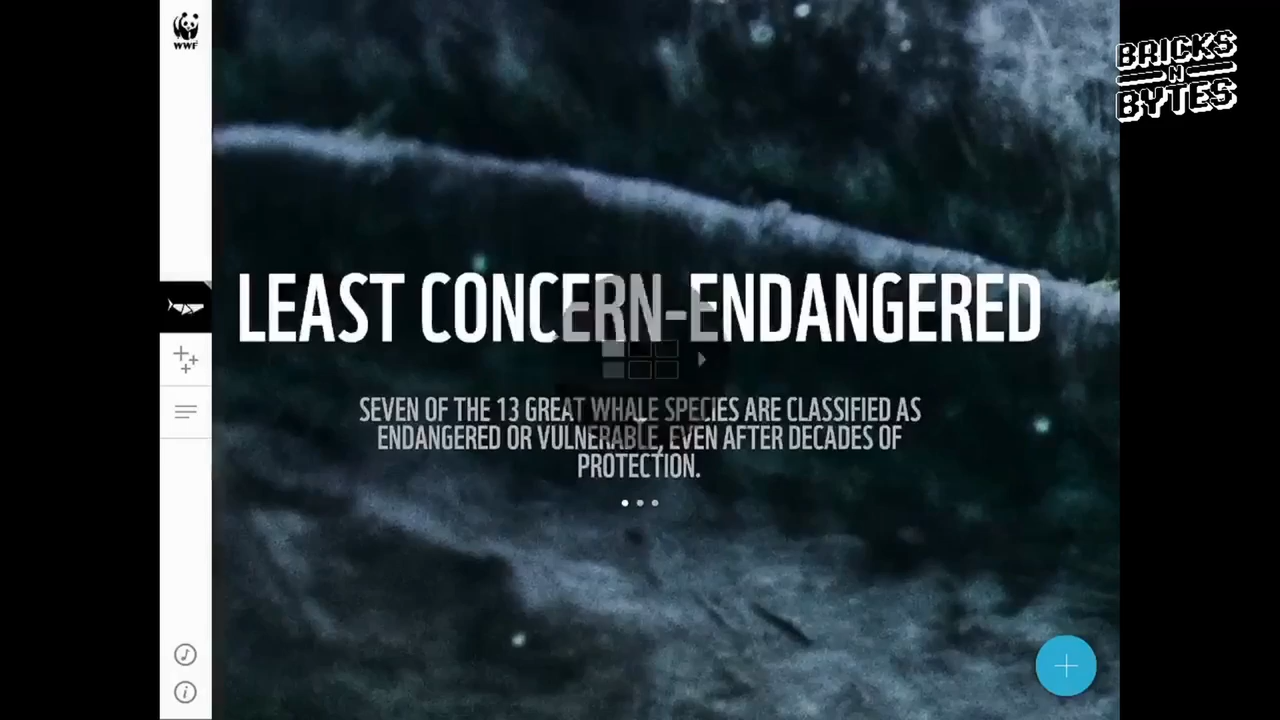 WWF
BRICKS
N
BYTES
LEAST CONCERN-ENDANGERED
SEVEN OF THE 13 GREAT WHALE SPECIES ARE CLASSIFIED AS
ENDANGERED OR VULNERABLE, EVEN AFTER DECADES OF
PROTECTION.